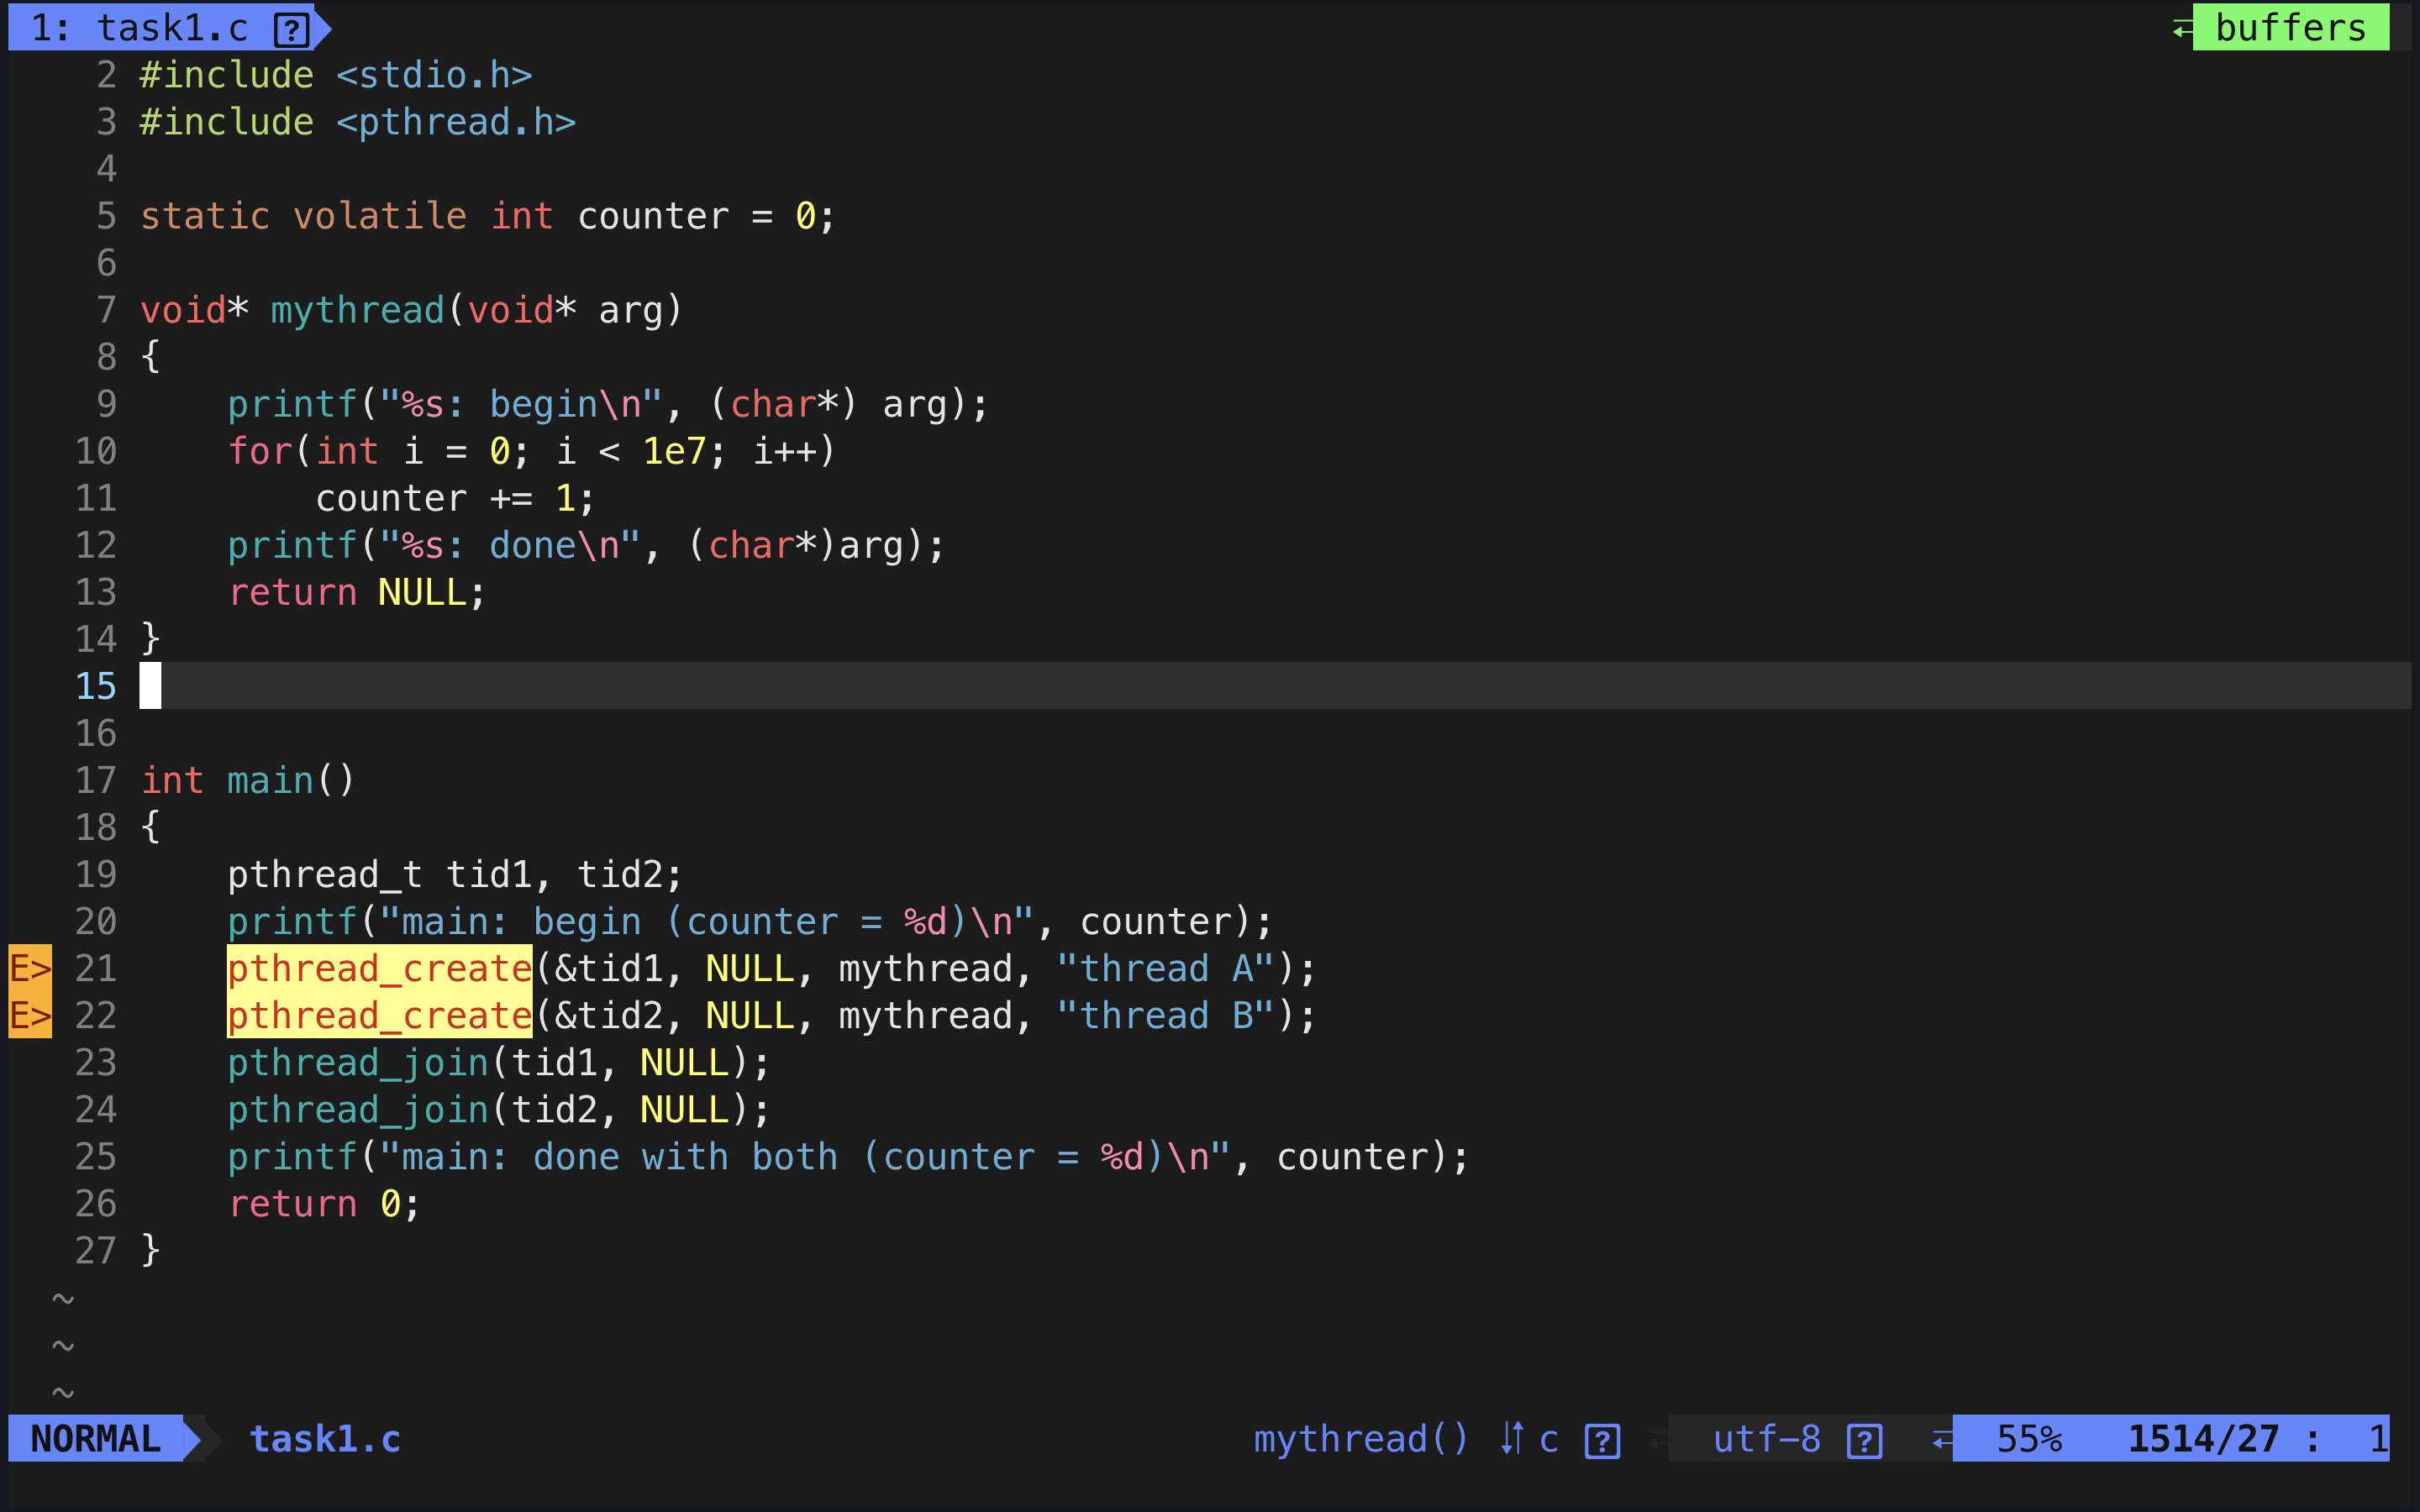 1: task1.c buffers
2 #include <stdio.h>
3 #include <pthread.h>
4
5 static volatile int counter = 0;
6
7 void* mythread(void* arg)
8 {
9     printf("%s: begin\n", (char*) arg);
10     for(int i = 0; i < 1e7; i++)
11         counter += 1;
12     printf("%s: done\n", (char*)arg);
13     return NULL;
14 }
15
16
17 int main()
18 {
19     pthread_t tid1, tid2;
20     printf("main: begin (counter = %d)\n", counter);
E> 21     pthread_create(&tid1, NULL, mythread, "thread A");
E> 22     pthread_create(&tid2, NULL, mythread, "thread B");
23     pthread_join(tid1, NULL);
24     pthread_join(tid2, NULL);
25     printf("main: done with both (counter = %d)\n", counter);
26     return 0;
27 }
~
~
~
NORMAL task1.c mythread() c utf-8 55% 1514/27 : 1